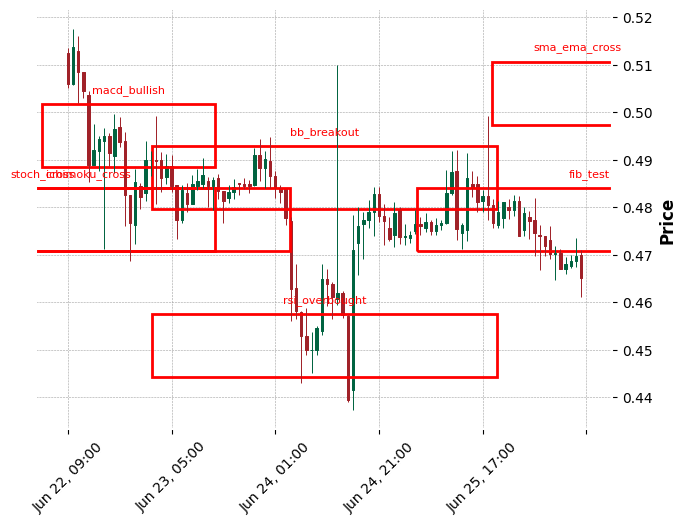 sma_ema_cross
macd_bullish
bb_breakout
fib_test
rsi_overbought
0.52
0.51
0.50
0.49
0.48
0.47
0.46
0.45
0.44
Price
Jun 22, 09:00
Jun 23, 05:00
Jun 24, 01:00
Jun 24, 21:00
Jun 25, 17:00